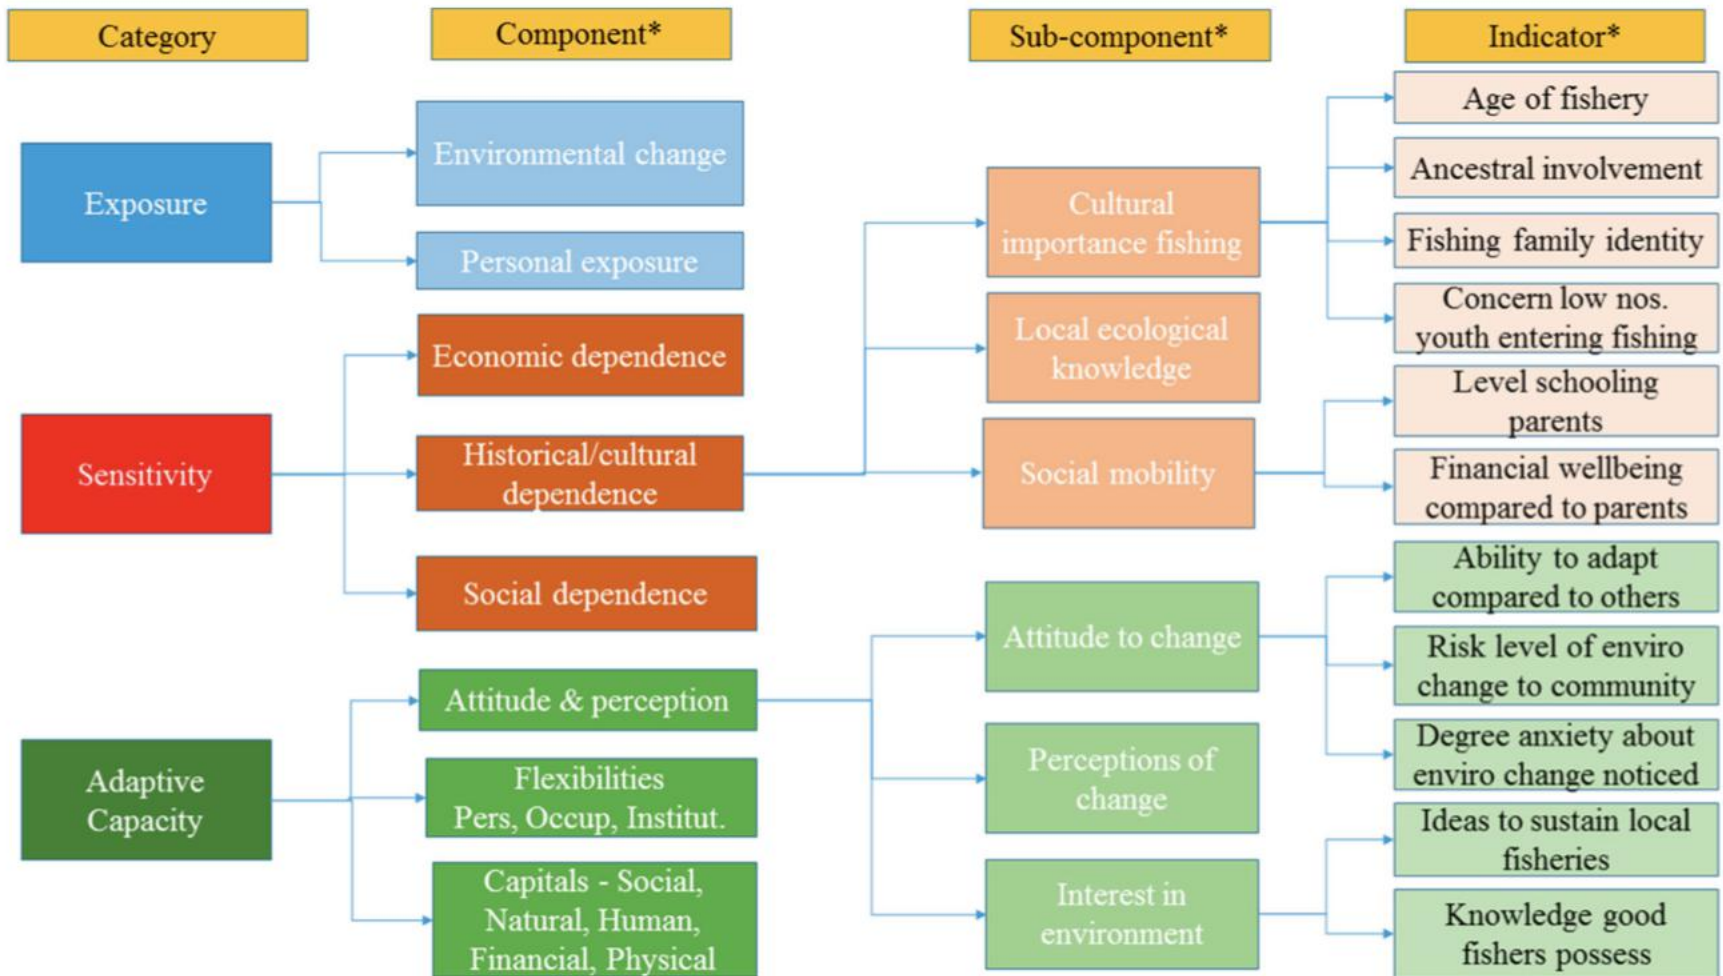 Category
Component*
Sub-component*
Indicator*
Exposure
Environmental change
Personal exposure
Sensitivity
Economic dependence
Historical/cultural
dependence
Social dependence
Adaptive
Capacity
Attitude & perception
Flexibilities
Pers, Occup, Institut.
Capitals - Social,
Natural, Human,
Financial, Physical
Cultural
importance fishing
Local ecological
knowledge
Social mobility
Attitude to change
Perceptions of
change
Interest in
environment
Age of fishery
Ancestral involvement
Fishing family identity
Concern low nos.
youth entering fishing
Level schooling
parents
Financial wellbeing
compared to parents
Ability to adapt
compared to others
Risk level of enviro
change to community
Degree anxiety about
enviro change noticed
Ideas to sustain local
fisheries
Knowledge good
fishers possess